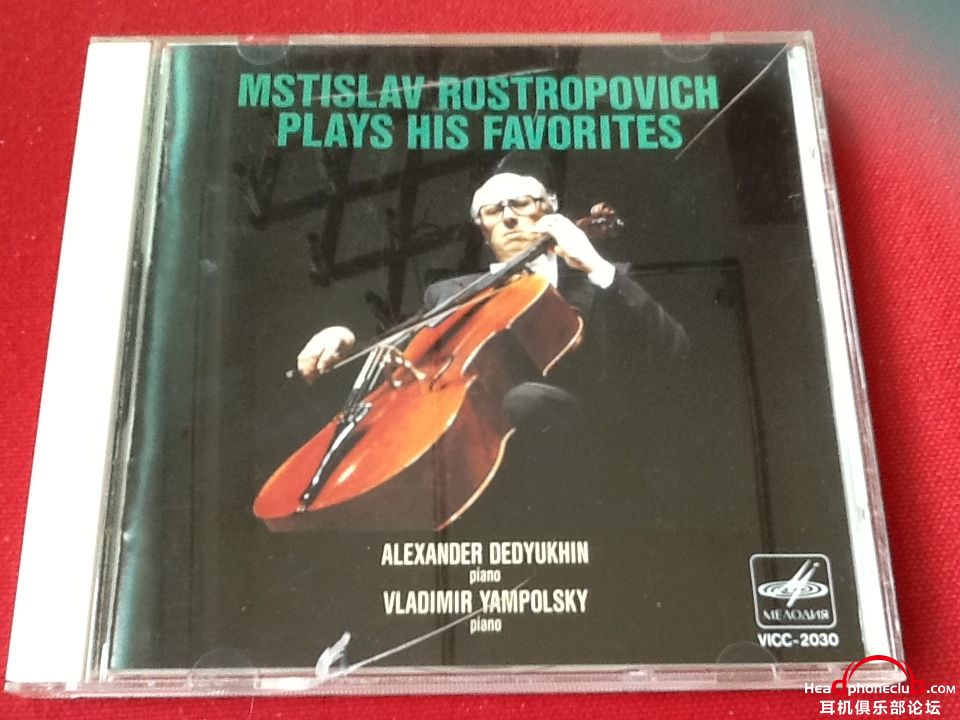 MSTISLAV ROSTROPOVICH
PLAYS HIS FAVORITES
ALEXANDER DEDYUKHIN
piano
VLADIMIR YAMPOLSKY
piano
МЕЛОДИЯ
VICC-2030
Headphoneclub.com
耳机俱乐部论坛